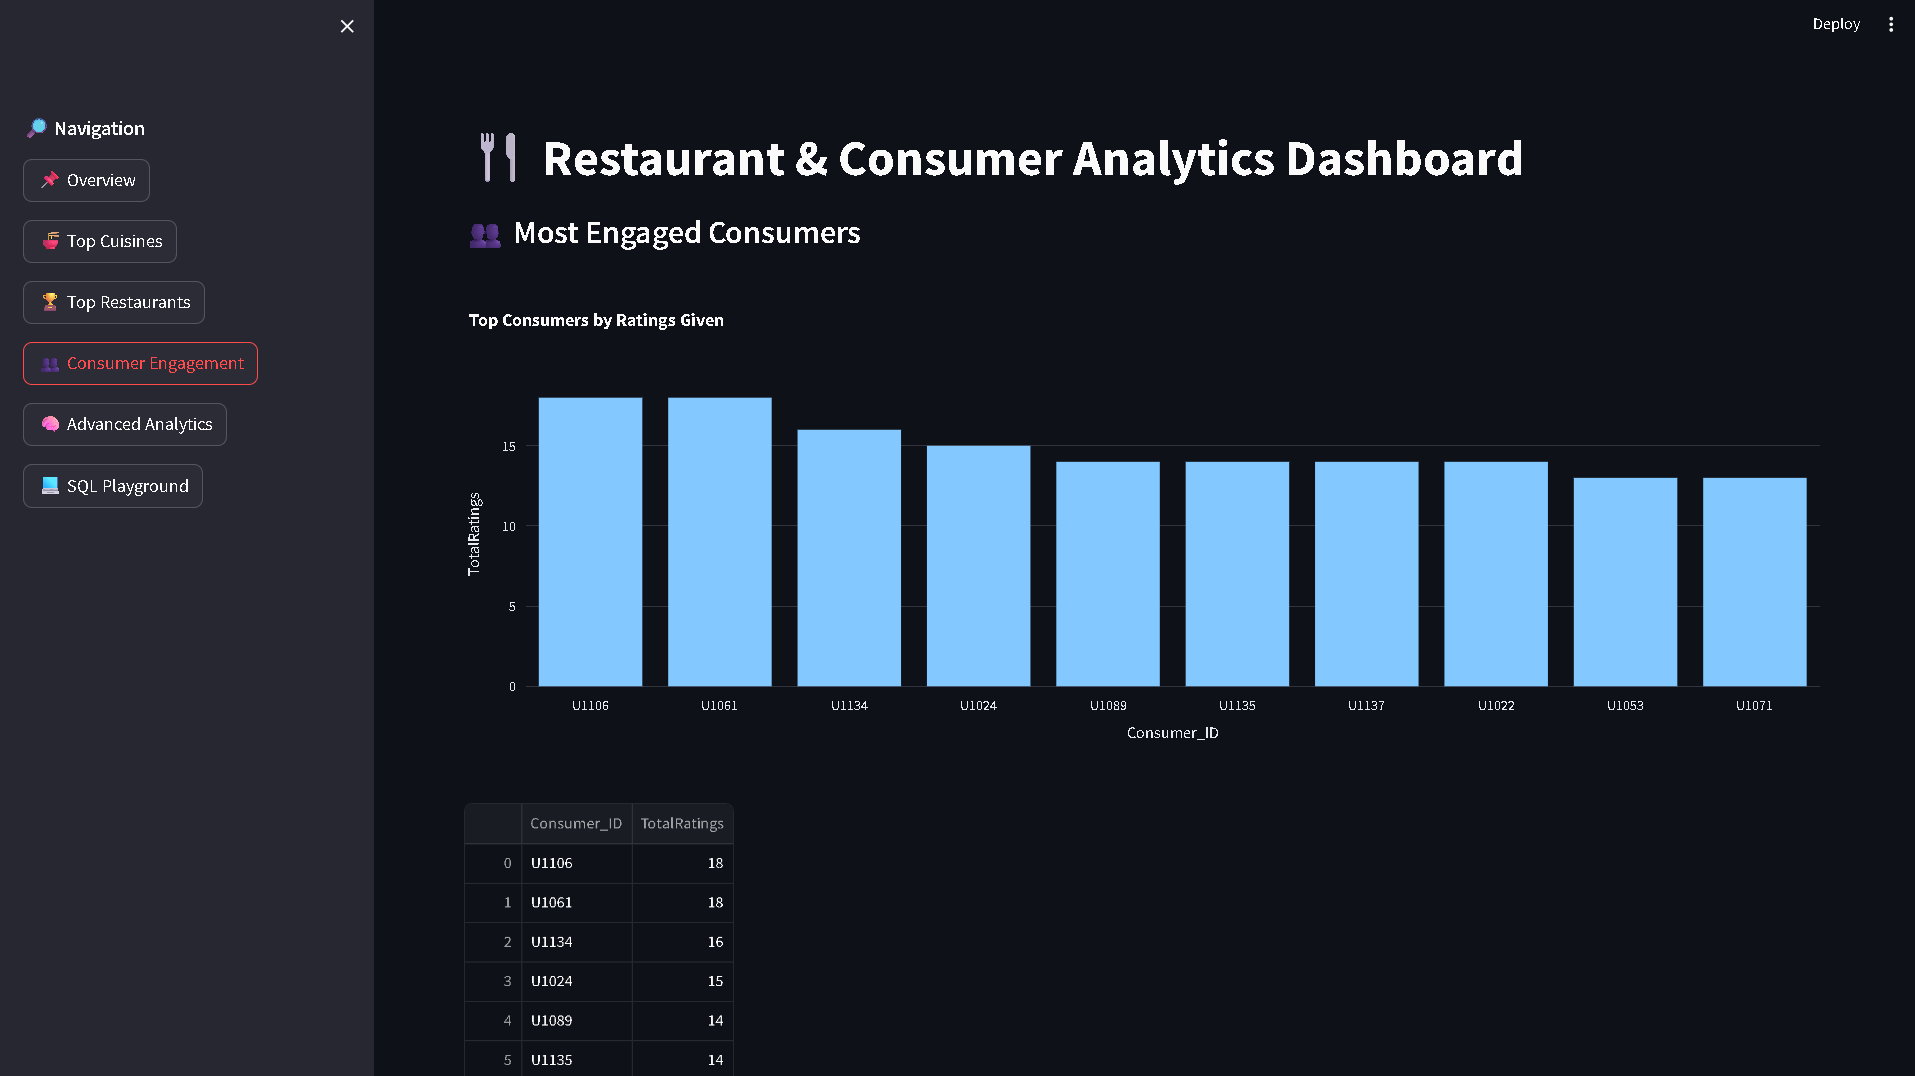 Deploy
Navigation
Overview
Top Cuisines
Top Restaurants
Consumer Engagement
Advanced Analytics
SQL Playground
Restaurant & Consumer Analytics Dashboard
Most Engaged Consumers
Top Consumers by Ratings Given
TotalRatings
15
10
5
0
U1106 U1061 U1134 U1024 U1089 U1135 U1137 U1022 U1053 U1071
Consumer_ID
Consumer_ID TotalRatings
0 U1106 18
1 U1061 18
2 U1134 16
3 U1024 15
4 U1089 14
5 U1135 14